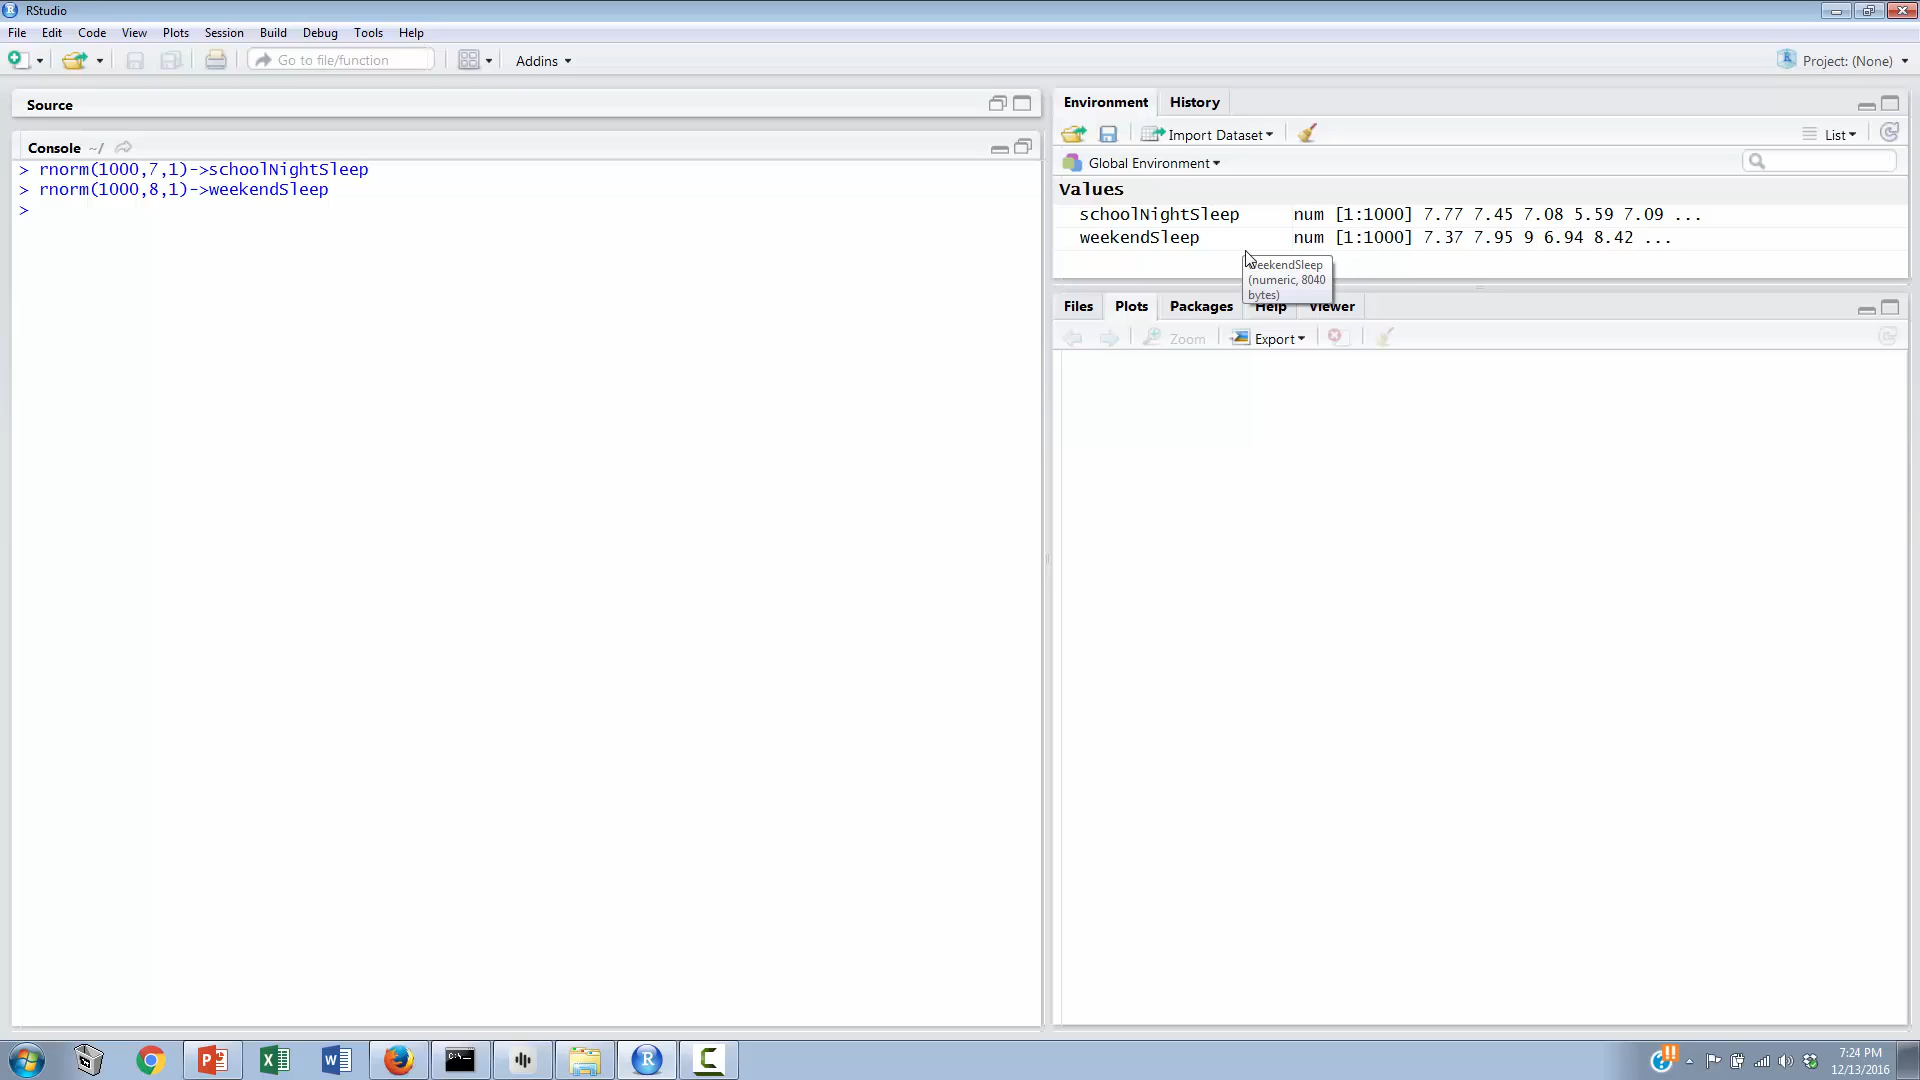 RStudio
File Edit Code View Plots Session Build Debug Tools Help
Go to file/function Addins Project: (None)
Source
Console ~/
> rnorm(1000,7,1)->schoolNightSleep
> rnorm(1000,8,1)->weekendSleep
>
Environment History
Import Dataset List
Global Environment
Values
schoolNightSleep num [1:1000] 7.77 7.45 7.08 5.59 7.09 ...
weekendSleep num [1:1000] 7.37 7.95 9 6.94 8.42 ...
weekendSleep
(numeric, 8040
bytes)
Files Plots Packages Help Viewer
Zoom Export
7:24 PM
12/13/2016